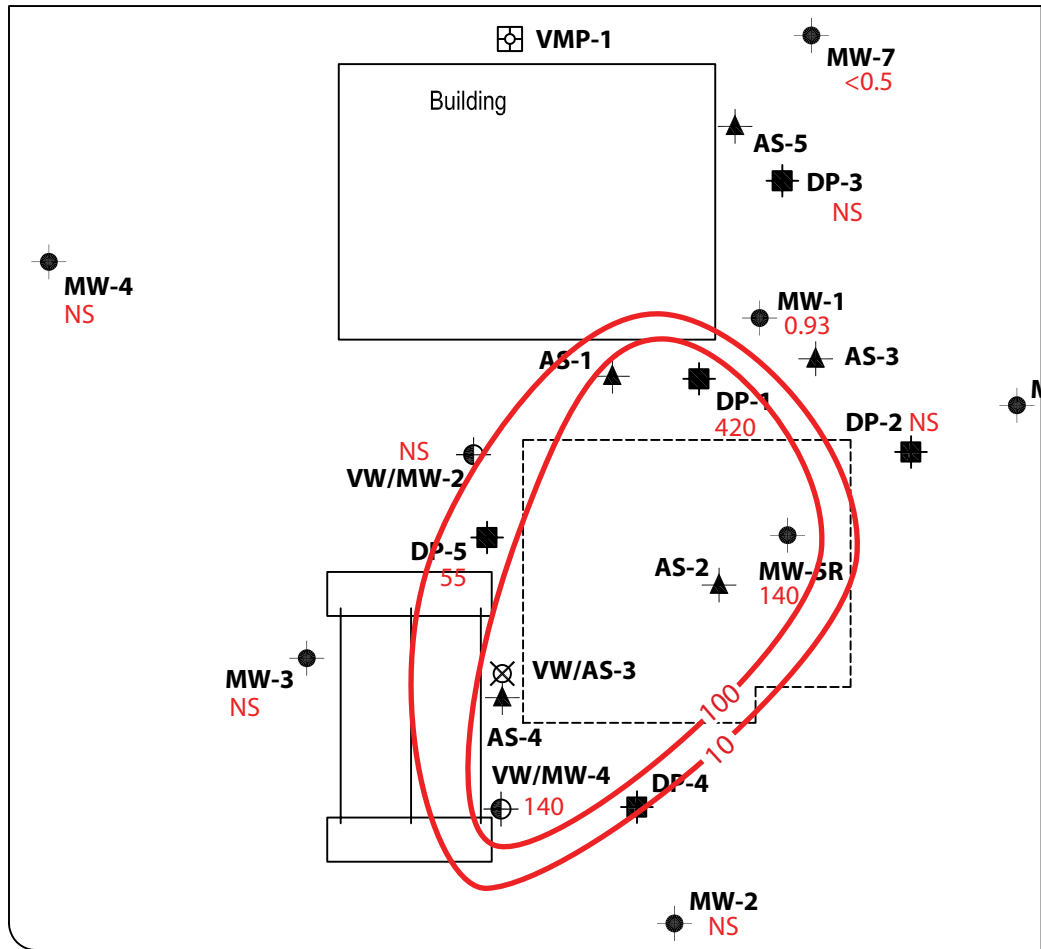 VMP-1
MW-7
<0.5
Building
AS-5
DP-3
NS
MW-4
NS
MW-1
0.93
AS-1
AS-3
DP-1
420
DP-2 NS
NS
VW/MW-2
DP-5
55
AS-2
MW-5R
140
MW-3
NS
VW/AS-3
AS-4
100
10
VW/MW-4
140
DP-4
MW-2
NS